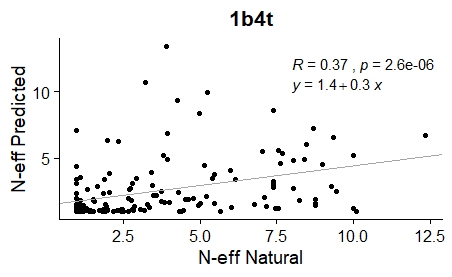 1b4t
R = 0.37 , p = 2.6e-06
y = 1.4+0.3 x
N-eff Predicted
10
5
2.5 5.0 7.5 10.0 12.5
N-eff Natural